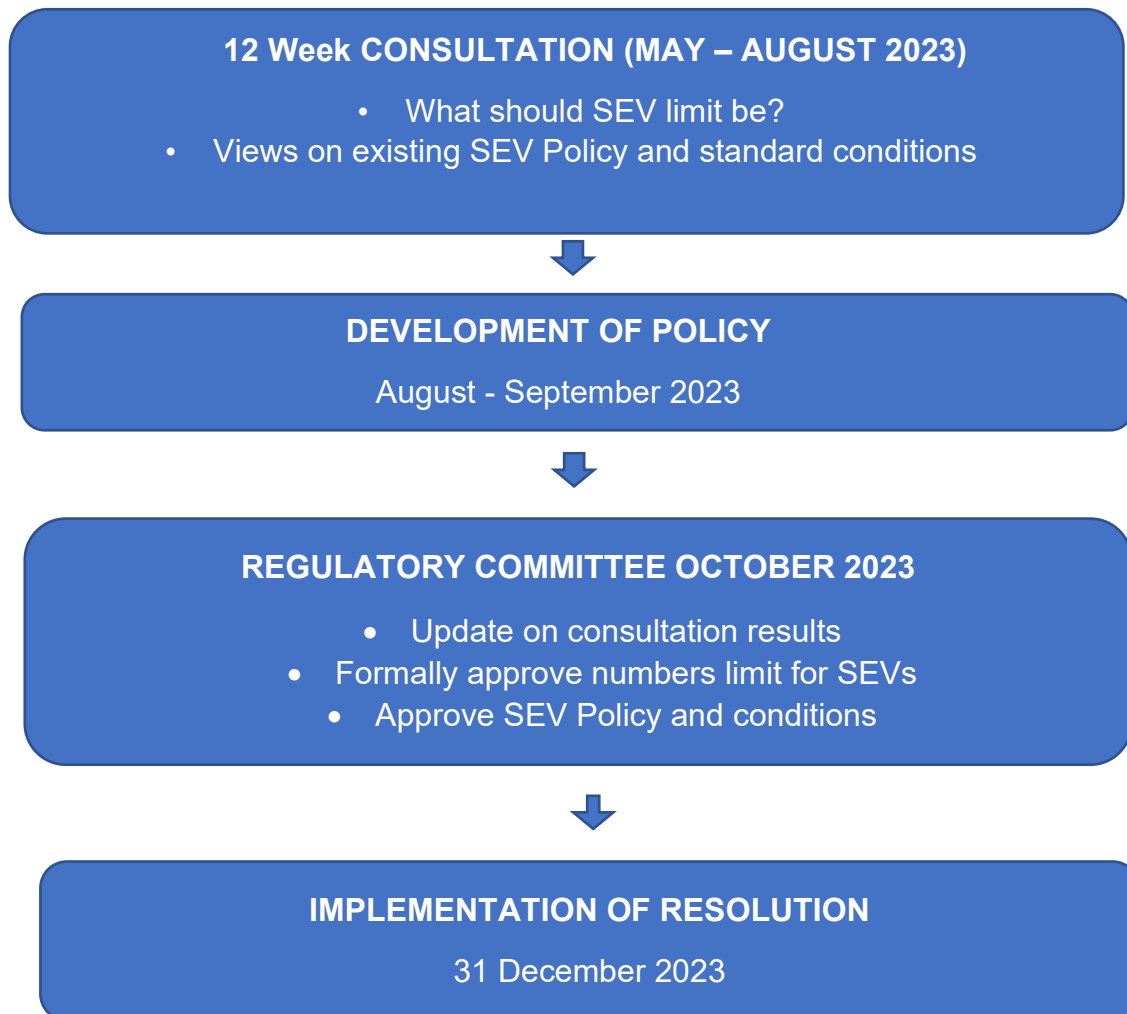 12 Week CONSULTATION (MAY – AUGUST 2023)
• What should SEV limit be?
• Views on existing SEV Policy and standard conditions
DEVELOPMENT OF POLICY
August - September 2023
REGULATORY COMMITTEE OCTOBER 2023
• Update on consultation results
• Formally approve numbers limit for SEVs
• Approve SEV Policy and conditions
IMPLEMENTATION OF RESOLUTION
31 December 2023